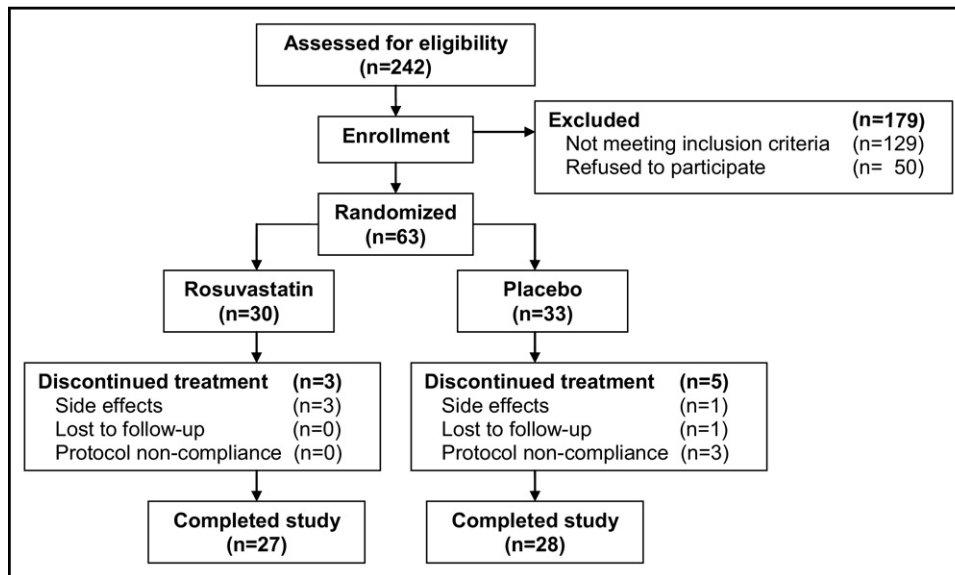 Assessed for eligibility
(n=242)
Enrollment
Excluded (n=179)
Not meeting inclusion criteria (n=129)
Refused to participate (n= 50)
Randomized
(n=63)
Rosuvastatin
(n=30)
Placebo
(n=33)
Discontinued treatment (n=3)
Side effects (n=3)
Lost to follow-up (n=0)
Protocol non-compliance (n=0)
Discontinued treatment (n=5)
Side effects (n=1)
Lost to follow-up (n=1)
Protocol non-compliance (n=3)
Completed study
(n=27)
Completed study
(n=28)